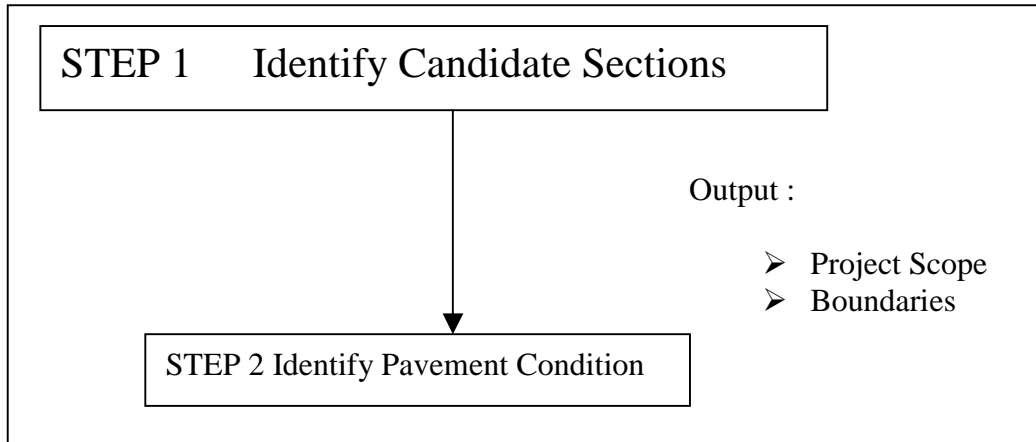 STEP 1 Identify Candidate Sections
Output :
➢ Project Scope
➢ Boundaries
STEP 2 Identify Pavement Condition